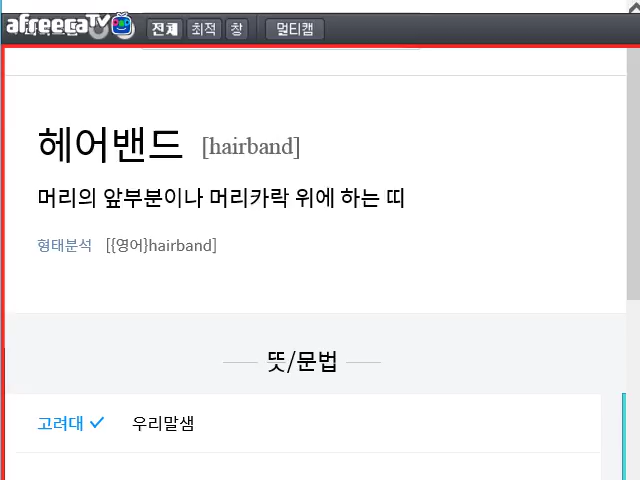 afreecaTV
전체 최적 창 멀티캠
헤어밴드 [hairband]
머리의 앞부분이나 머리카락 위에 하는 띠
형태분석 [{영어}hairband]
뜻/문법
고려대 우리말샘